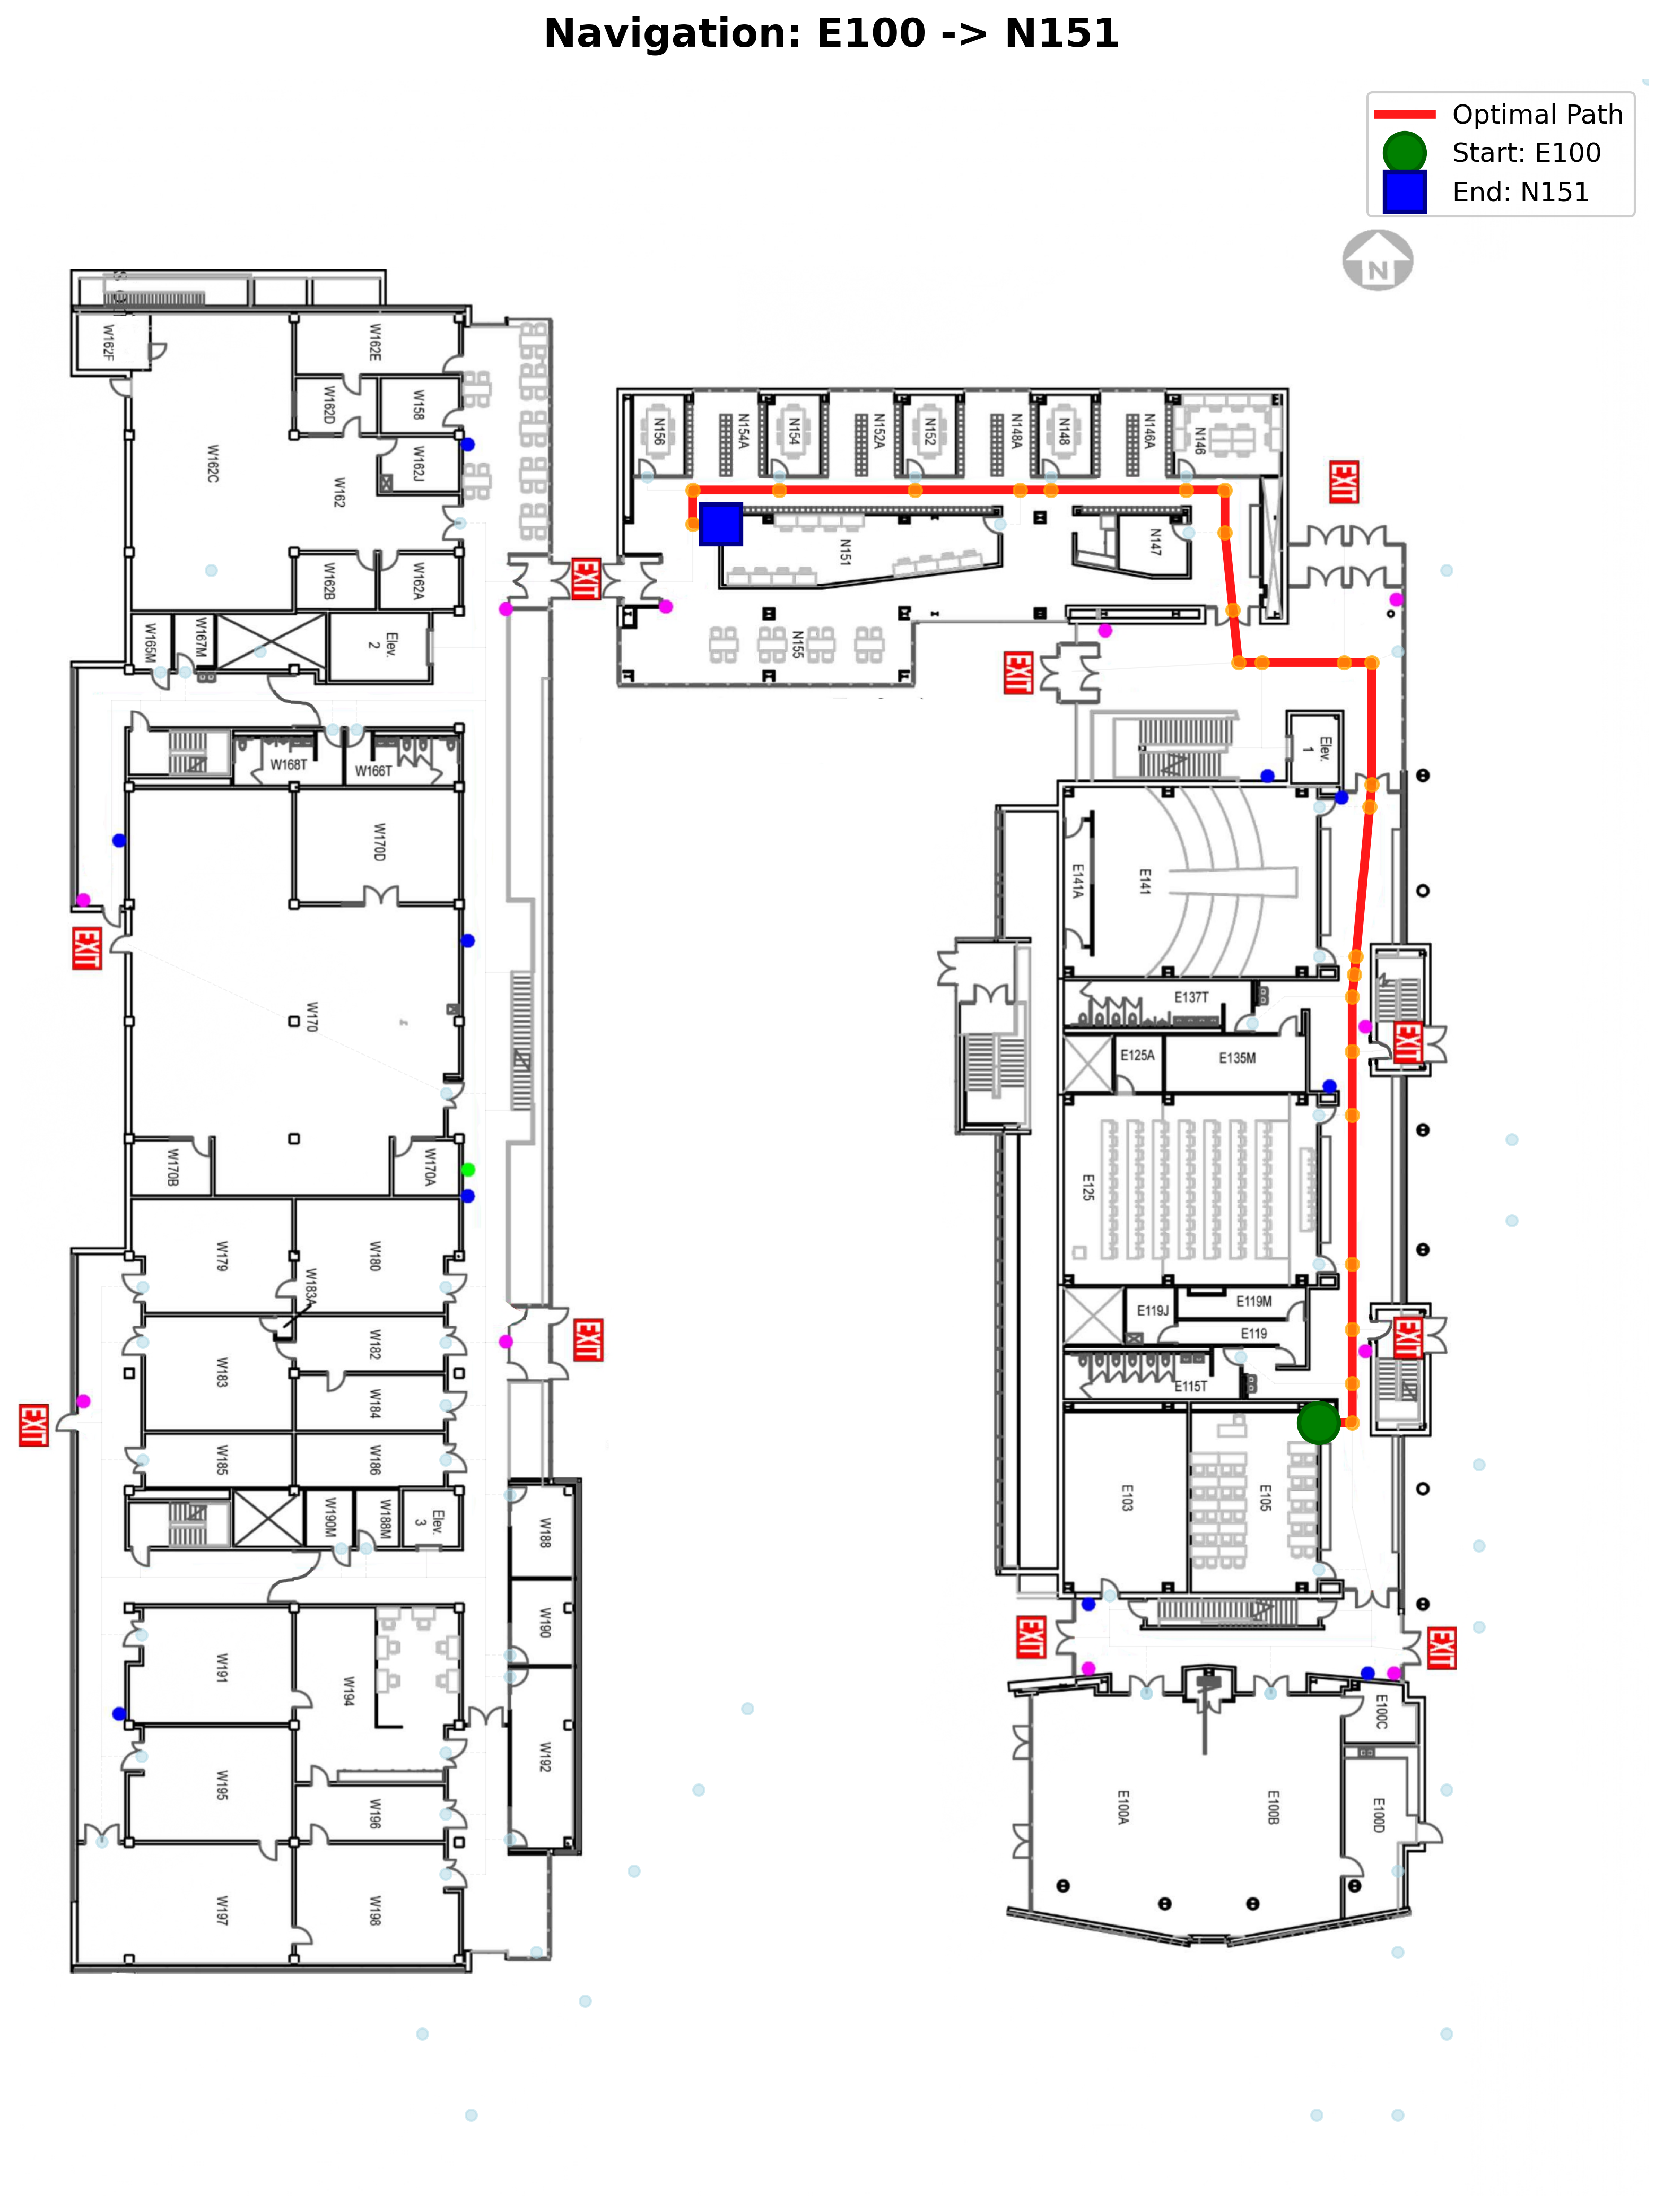 Navigation: E100 -> N151
Optimal Path
Start: E100
End: N151
N
W162F
W162E
W162D
W158
W162C
W162
W162J
W162B
W162A
W165M
W167M
Elev. 2
W168T
W166T
W170D
W170
W170B
W170A
W179
W180
W183A
W183
W182
W184
W185
W186
W190M
W188M
Elev. 3
W188
W190
W191
W194
W192
W195
W196
W197
W198
EXIT
EXIT
EXIT
EXIT
N156
N154A
N154
N152A
N152
N148A
N148
N146A
N146
N151
N147
N155
EXIT
EXIT
Elev. 1
E141A
E141
E137T
E125A
E135M
EXIT
E125
E119J
E119M
E119
EXIT
E115T
E103
E105
EXIT
EXIT
E100C
E100A
E100B
E100D